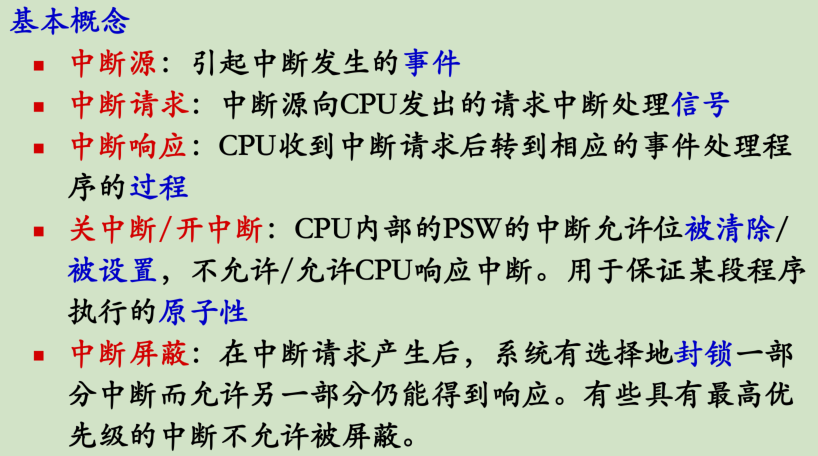 基本概念
▪ 中断源：引起中断发生的事件
▪ 中断请求：中断源向CPU发出的请求中断处理信号
▪ 中断响应：CPU收到中断请求后转到相应的事件处理程
序的过程
▪ 关中断/开中断：CPU内部的PSW的中断允许位被清除/
被设置，不允许/允许CPU响应中断。用于保证某段程序
执行的原子性
▪ 中断屏蔽：在中断请求产生后，系统有选择地封锁一部
分中断而允许另一部分仍能得到响应。有些具有最高优
先级的中断不允许被屏蔽。